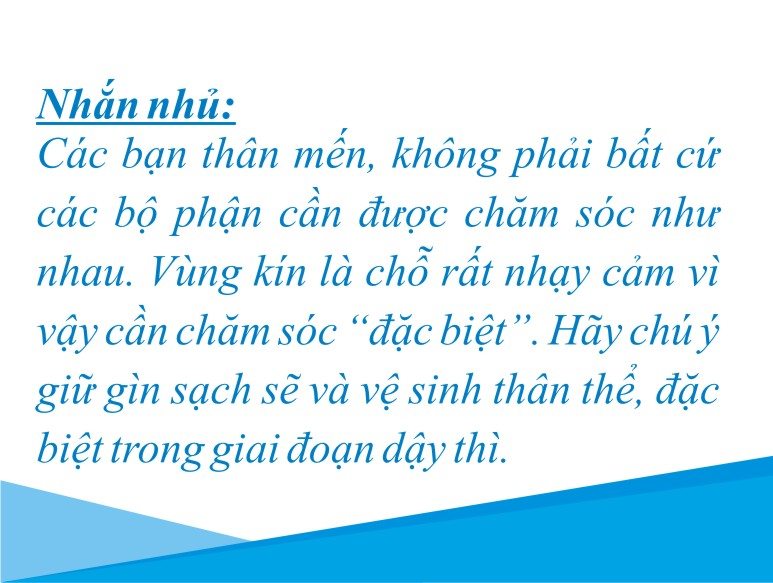 Nhắn nhủ:
Các bạn thân mến, không phải bất cứ
các bộ phận cần được chăm sóc như
nhau. Vùng kín là chỗ rất nhạy cảm vì
vậy cần chăm sóc “đặc biệt”. Hãy chú ý
giữ gìn sạch sẽ và vệ sinh thân thể, đặc
biệt trong giai đoạn dậy thì.